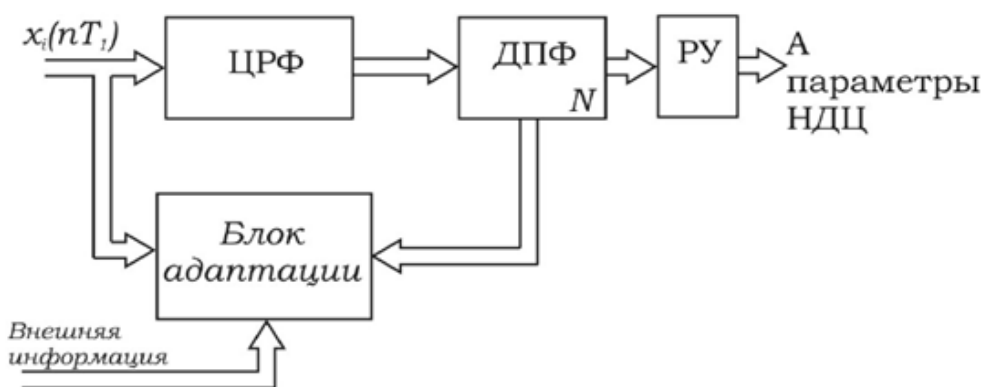 xᵢ(nT₁)
ЦРФ
ДПФ
N
РУ
А
параметры
НДЦ
Блок
адаптации
Внешняя
информация